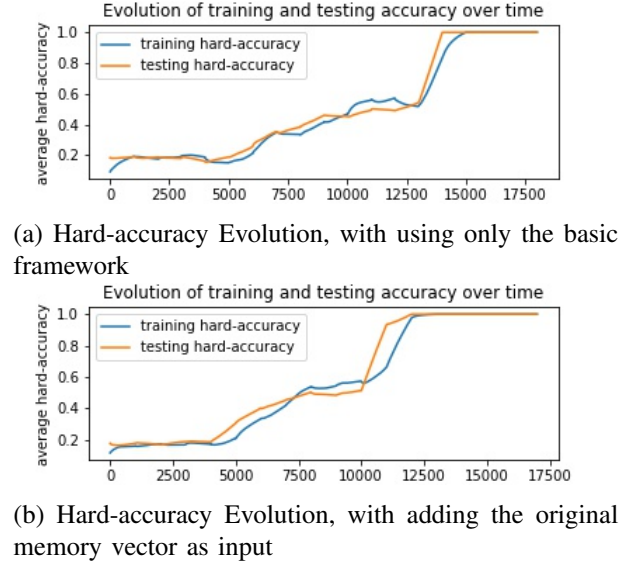 Evolution of training and testing accuracy over time
average hard-accuracy
1.0
0.8
0.6
0.4
0.2
training hard-accuracy
testing hard-accuracy
0 2500 5000 7500 10000 12500 15000 17500
(a) Hard-accuracy Evolution, with using only the basic
framework
Evolution of training and testing accuracy over time
average hard-accuracy
1.0
0.8
0.6
0.4
0.2
training hard-accuracy
testing hard-accuracy
0 2500 5000 7500 10000 12500 15000 17500
(b) Hard-accuracy Evolution, with adding the original
memory vector as input